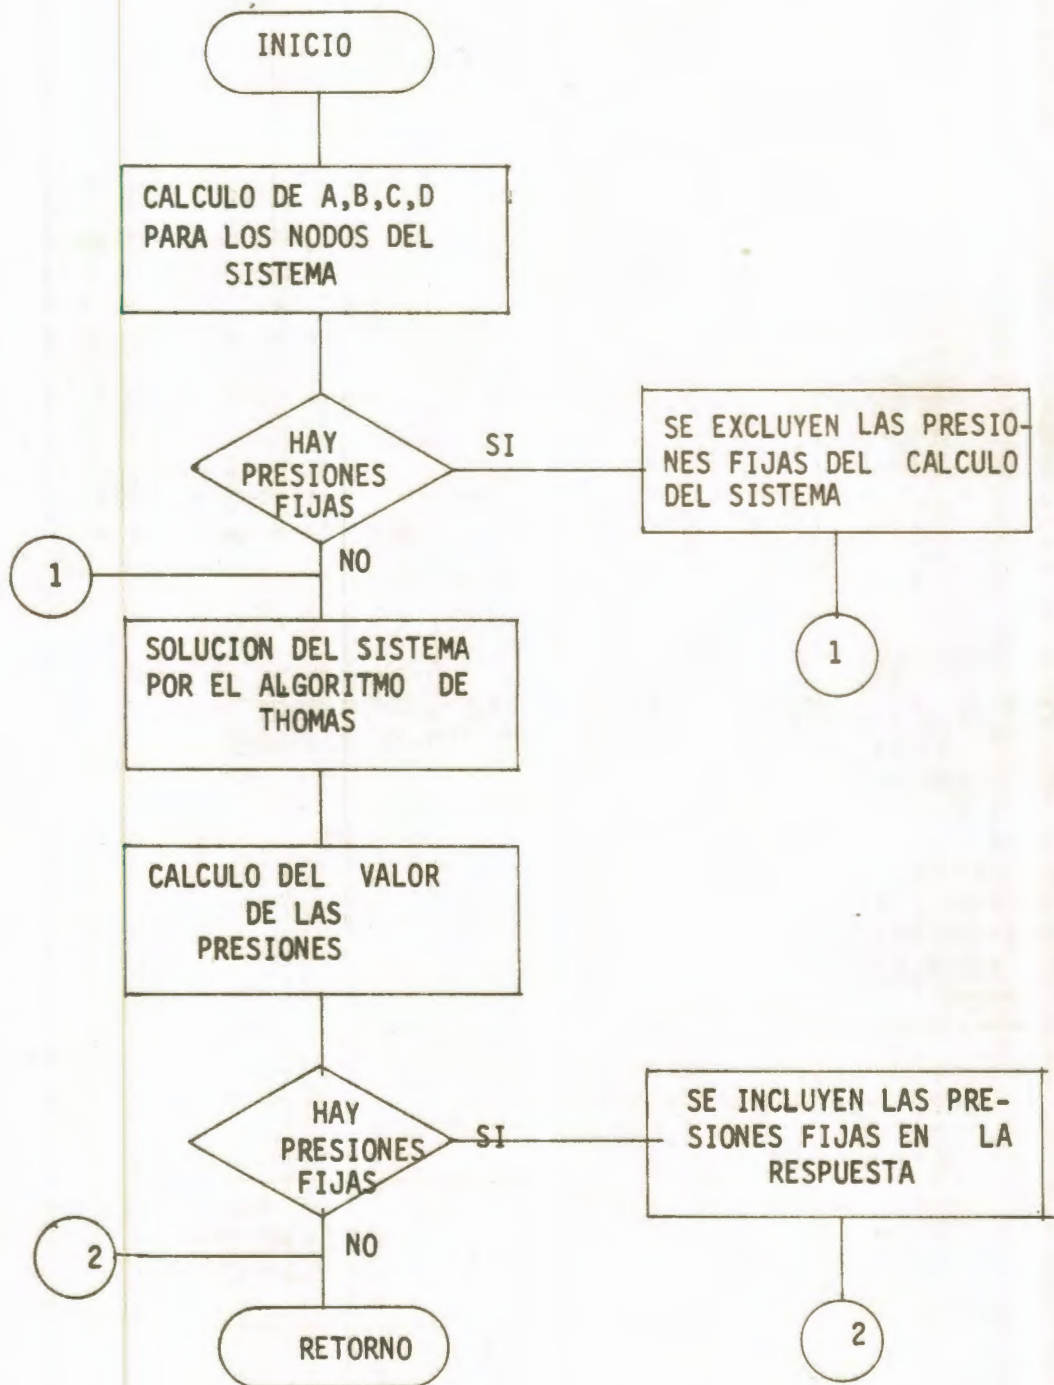 INICIO
CALCULO DE A,B,C,D
PARA LOS NODOS DEL
SISTEMA
HAY
PRESIONES
FIJAS
SI
SE EXCLUYEN LAS PRESIO-
NES FIJAS DEL CALCULO
DEL SISTEMA
NO
1
1
SOLUCION DEL SISTEMA
POR EL ALGORITMO DE
THOMAS
CALCULO DEL VALOR
DE LAS
PRESIONES
HAY
PRESIONES
FIJAS
SI
SE INCLUYEN LAS PRE-
SIONES FIJAS EN LA
RESPUESTA
NO
2
2
RETORNO